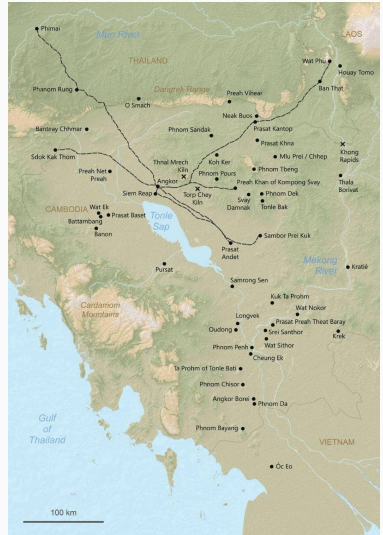 Phimai
Mun River
LAOS
THAILAND
Wat Phu
Houay Tomo
Phanom Rung
Dangrek Range
Ban That
O Smach
Preah Vihear
Neak Buos
Banteay Chhmar
Prasat Kantop
Phnom Sandak
Prasat Khna
Khong
Rapids
Sdok Kak Thom
Thnal Mrech
Kiln
Koh Ker
Mlu Prei / Chhep
Preah Net
Preah
Angkor
Phnom Pours
Phnom Tbeng
Thala
Borivat
Siem Reap
Torp Chey
Kiln
Preah Khan of Kompong Svay
Svay
Damnak
Phnom Dek
Tonle Bak
CAMBODIA
Wat Ek
Battambang
Prasat Baset
Banon
Tonle
Sap
Sambor Prei Kuk
Prasat
Andet
Mekong
River
Pursat
Kratié
Samrong Sen
Cardamom
Mountains
Kuk Ta Prohm
Wat Nokor
Longvek
Prasat Preah Theat Baray
Oudong
Srei Santhor
Krek
Wat Sithor
Phnom Penh
Cheung Ek
Ta Prohm of Tonle Bati
Phnom Chisor
Angkor Borei
Phnom Da
Gulf
of
Thailand
Phnom Bayang
VIETNAM
Óc Eo
100 km